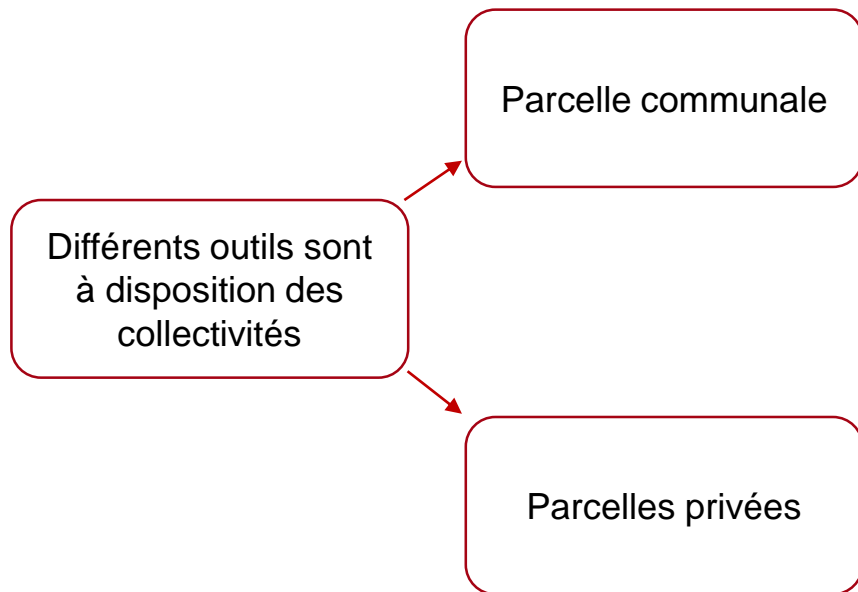 Parcelle communale
Différents outils sont
à disposition des
collectivités
Parcelles privées